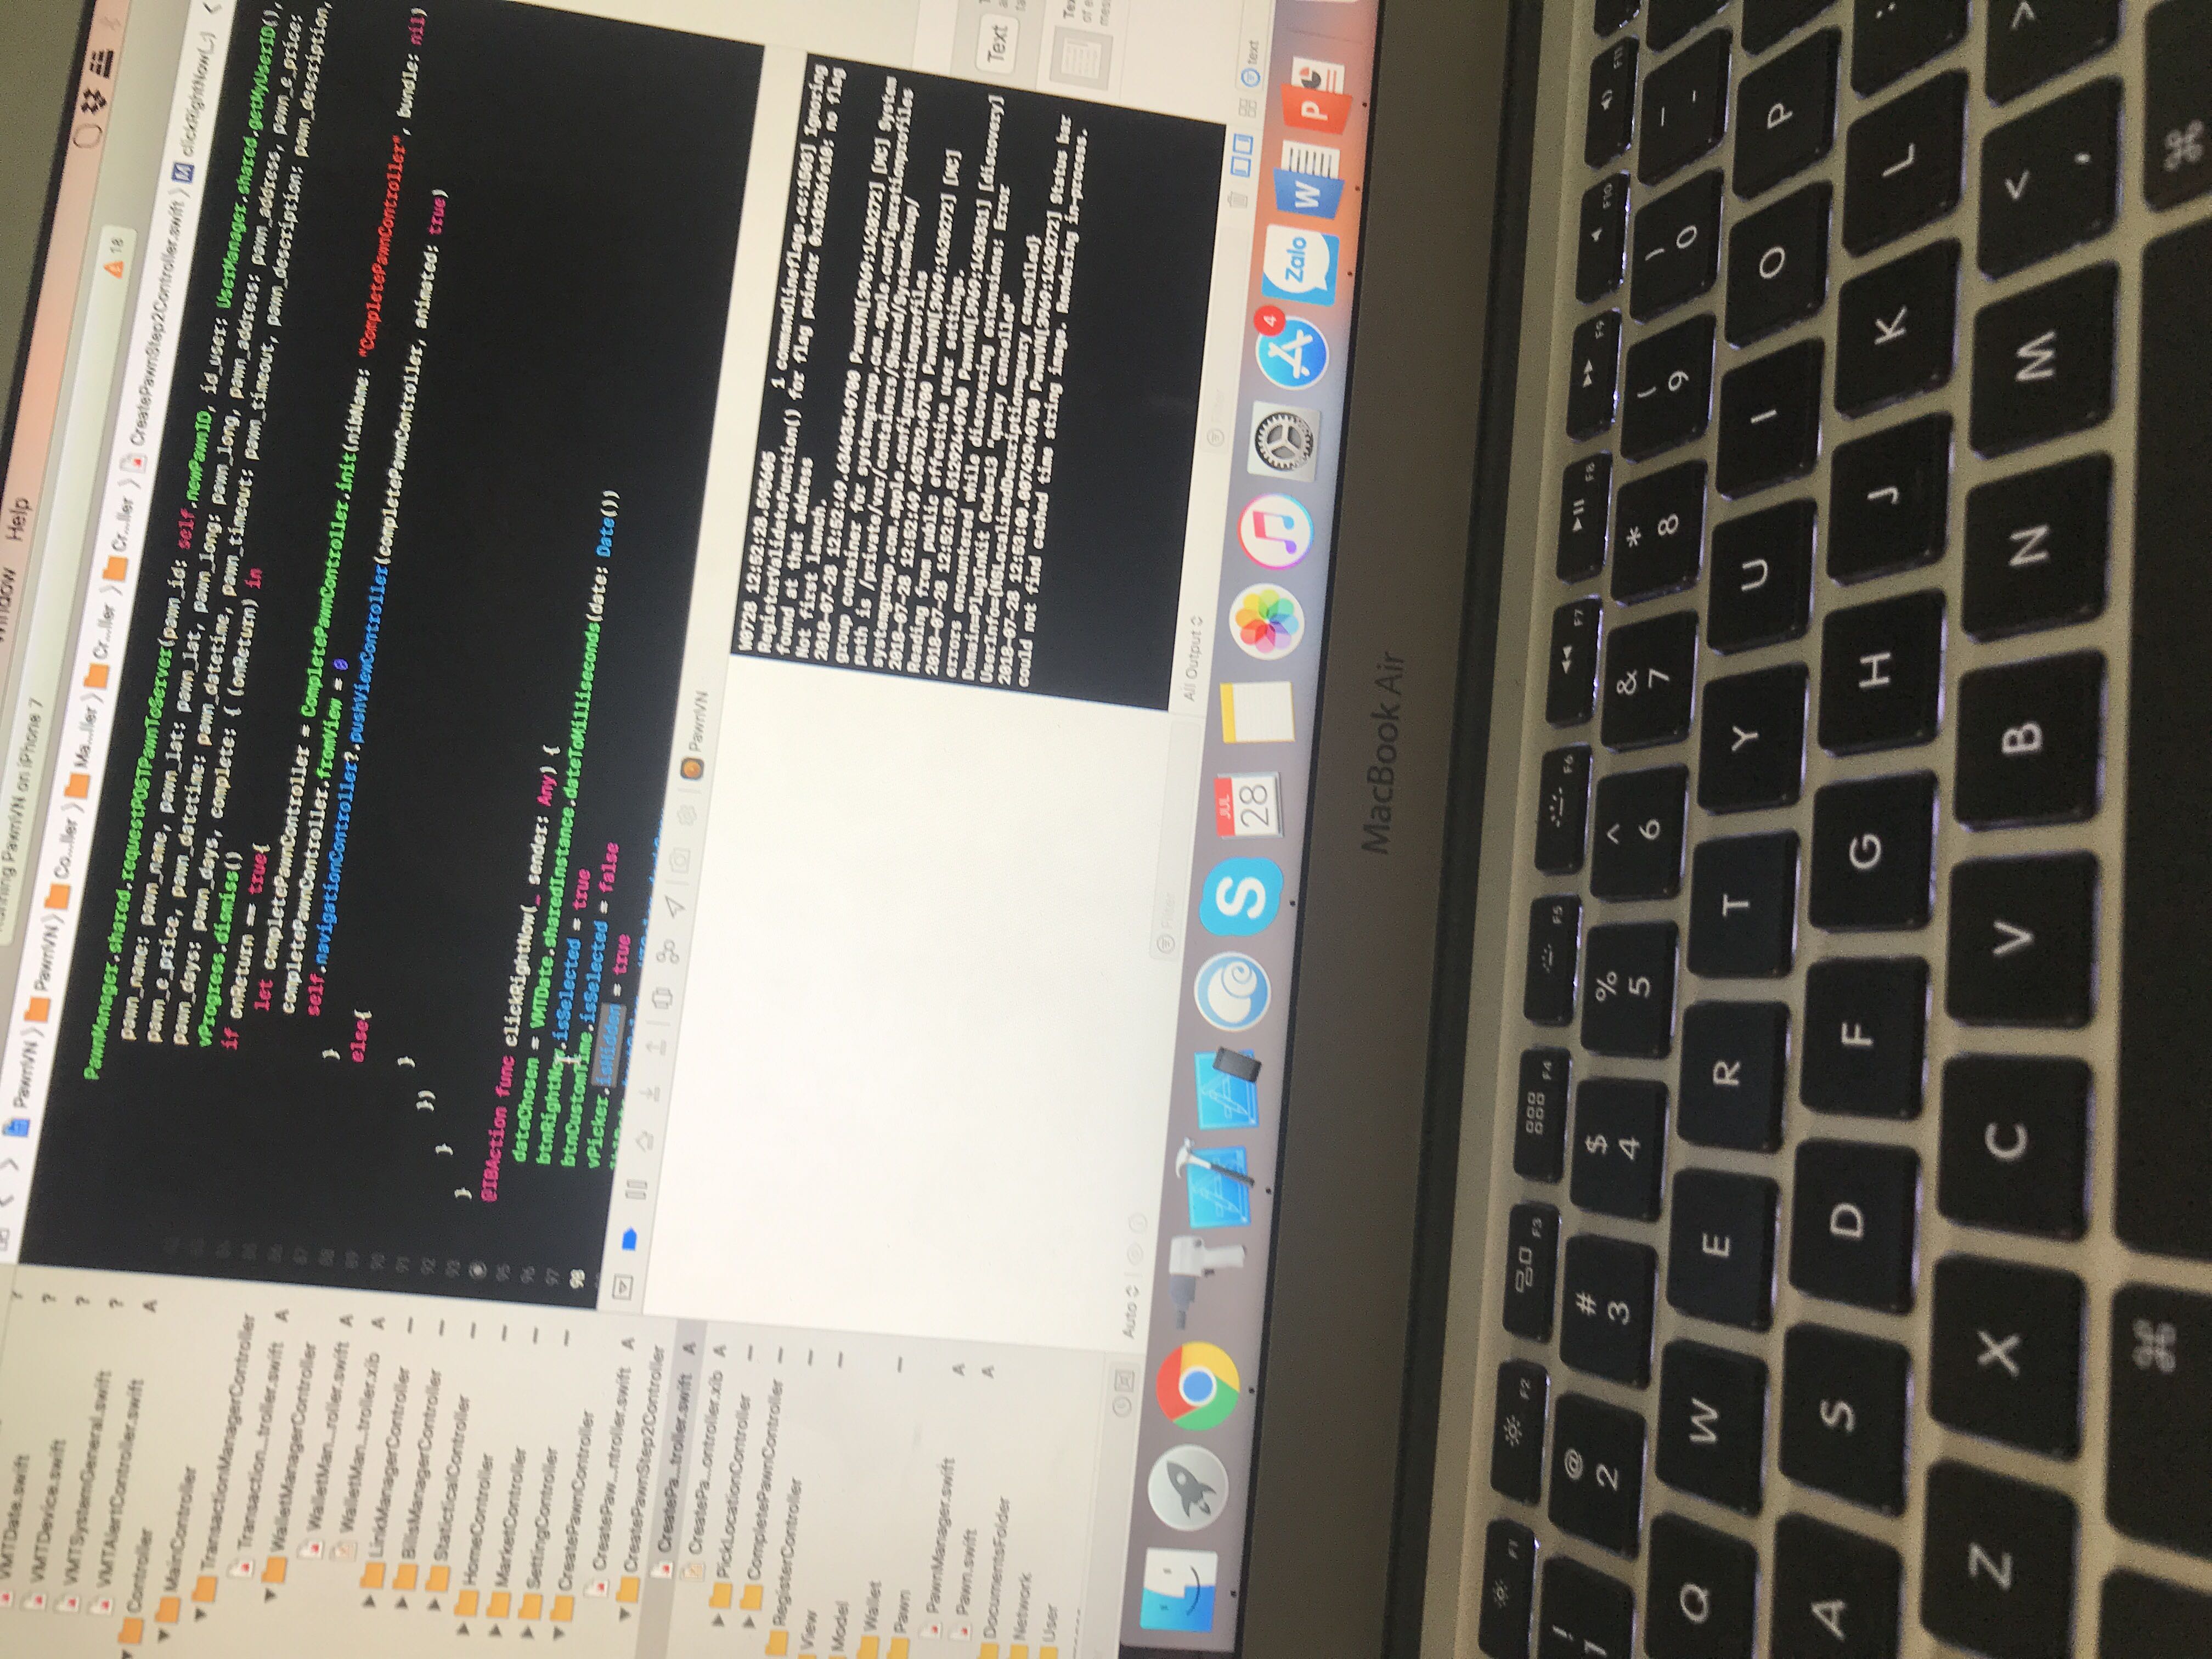 Window Help
Running PawnVN on iPhone 7
PawnVN PawnVN Co...ller Ma...ller Cr...ller Cr...ller CreatePawnStep2Controller.swift M clickRightNow(_:)
18
VMTDate.swift ?
VMTDevice.swift ?
VMTSystemGeneral.swift ?
VMTAlertController.swift A
Controller
MainController
TransactionManagerController
Transaction...troller.swift A
WalletManagerController
WalletMan...roller.swift A
WalletMan...troller.xib A
LinkManagerController
BillsManagerController
StaticticalController
HomeController
MarketController
SettingController
CreatePawnController
CreatePaw...ntroller.swift A
CreatePawnStep2Controller
CreatePa...troller.swift A
CreatePa...ontroller.xib A
PickLocationController
CompletePawnController
RegisterController
View
Model
Wallet
Pawn
PawnManager.swift A
Pawn.swift A
DocumentsFolder
Network
User
PawnManager.shared.requestPOSTPawnToServer(pawn_id: self.newPawnID, id_user: UserManager.shared.getMyUserID(),
pawn_name: pawn_name, pawn_lat: pawn_lat, pawn_long: pawn_long, pawn_address: pawn_address, pawn_e_price:
pawn_e_price, pawn_datetime: pawn_datetime, pawn_timeout: pawn_timeout, pawn_description: pawn_description,
pawn_days: pawn_days, complete: { (onReturn) in
vProgress.dismiss()
if onReturn == true{
let completePawnController = CompletePawnController.init(nibName: "CompletePawnController", bundle: nil)
completePawnController.fromView = 0
self.navigationController?.pushViewController(completePawnController, animated: true)
}
else{
}
})
}
}
@IBAction func clickRightNow(_ sender: Any) {
dateChosen = VMTDate.sharedInstance.dateToMilliseconds(date: Date())
btnRightNow.isSelected = true
btnCustomTime.isSelected = false
vPicker.isHidden = true
87
88
89
90
91
92
93
95
96
97
98
PawnVN
W0728 12:52:28.595605 1 commandlineflags.cc:1503] Ignoring
RegisterValidateFunction() for flag pointer 0x10326fe10: no flag
found at that address
Not first launch.
2018-07-28 12:52:49.634035+0700 PawnVN[3969:1420272] [MC] System
group container for systemgroup.com.apple.configurationprofiles
path is /private/var/containers/Shared/SystemGroup/
systemgroup.com.apple.configurationprofiles
2018-07-28 12:52:49.635782+0700 PawnVN[3969:1420272] [MC]
Reading from public effective user settings.
2018-07-28 12:52:59.512924+0700 PawnVN[3969:1420331] [discovery]
errors encountered while discovering extensions: Error
Domain=PlugInKit Code=13 "query cancelled"
UserInfo={NSLocalizedDescription=query cancelled}
2018-07-28 12:53:00.007429+0700 PawnVN[3969:1420272] Status bar
could not find cached time string image. Rendering in-process.
Text
Auto
Filter
All Output
Filter
text
S
JUL
28
4
Zalo
W
P
MacBook Air
F1 F2 F3 F4 F5 F6 F7 F8 F9 F10 F11
! @ # $ % ^ & * ( ) _
1 2 3 4 5 6 7 8 9 0 -
Q W E R T Y U I O P
A S D F G H J K L :
Z X C V B N M < >
,
⌘ ⌘